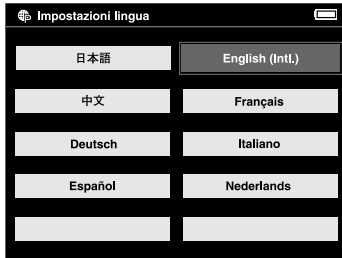 Impostazioni lingua
日本語
English (Intl.)
中文
Français
Deutsch
Italiano
Español
Nederlands